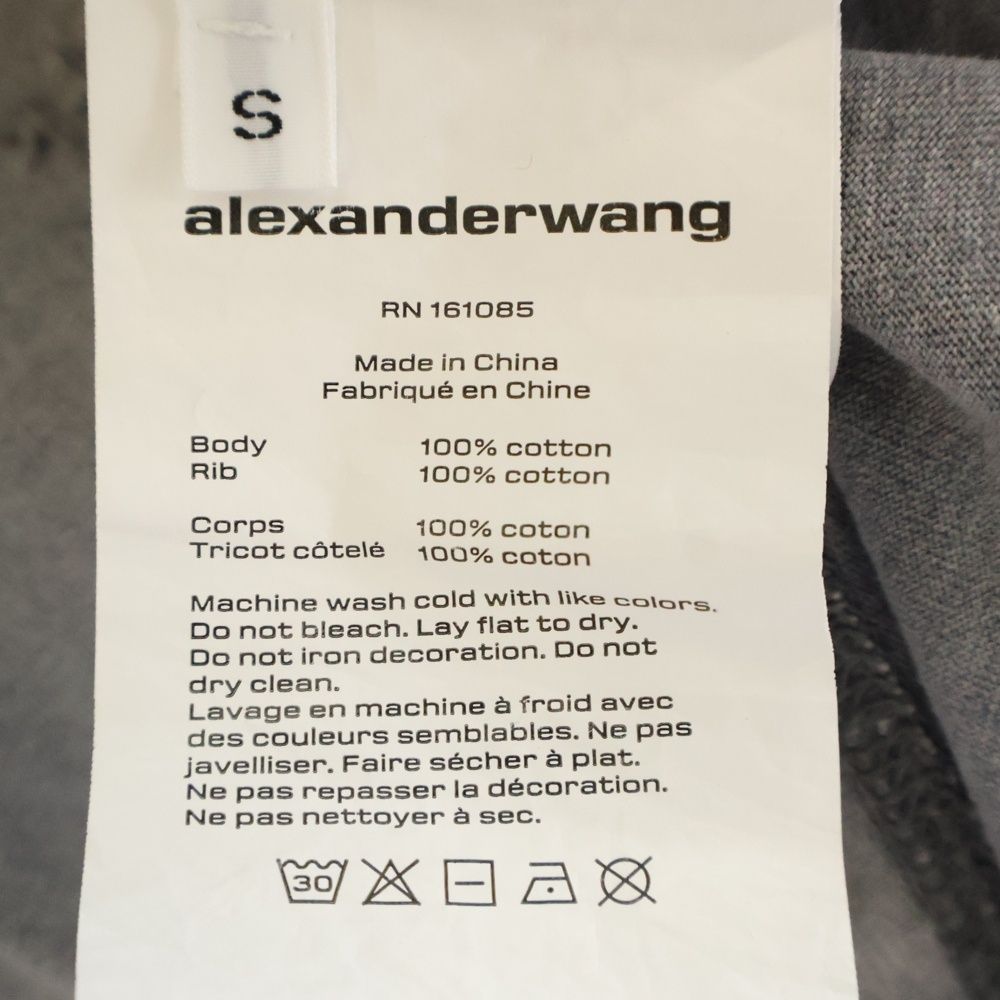 S
alexanderwang
RN 161085
Made in China
Fabriqué en Chine
Body 100% cotton
Rib 100% cotton
Corps 100% coton
Tricot côtelé 100% coton
Machine wash cold with like colors.
Do not bleach. Lay flat to dry.
Do not iron decoration. Do not
dry clean.
Lavage en machine à froid avec
des couleurs semblables. Ne pas
javelliser. Faire sécher à plat.
Ne pas repasser la décoration.
Ne pas nettoyer à sec.
30